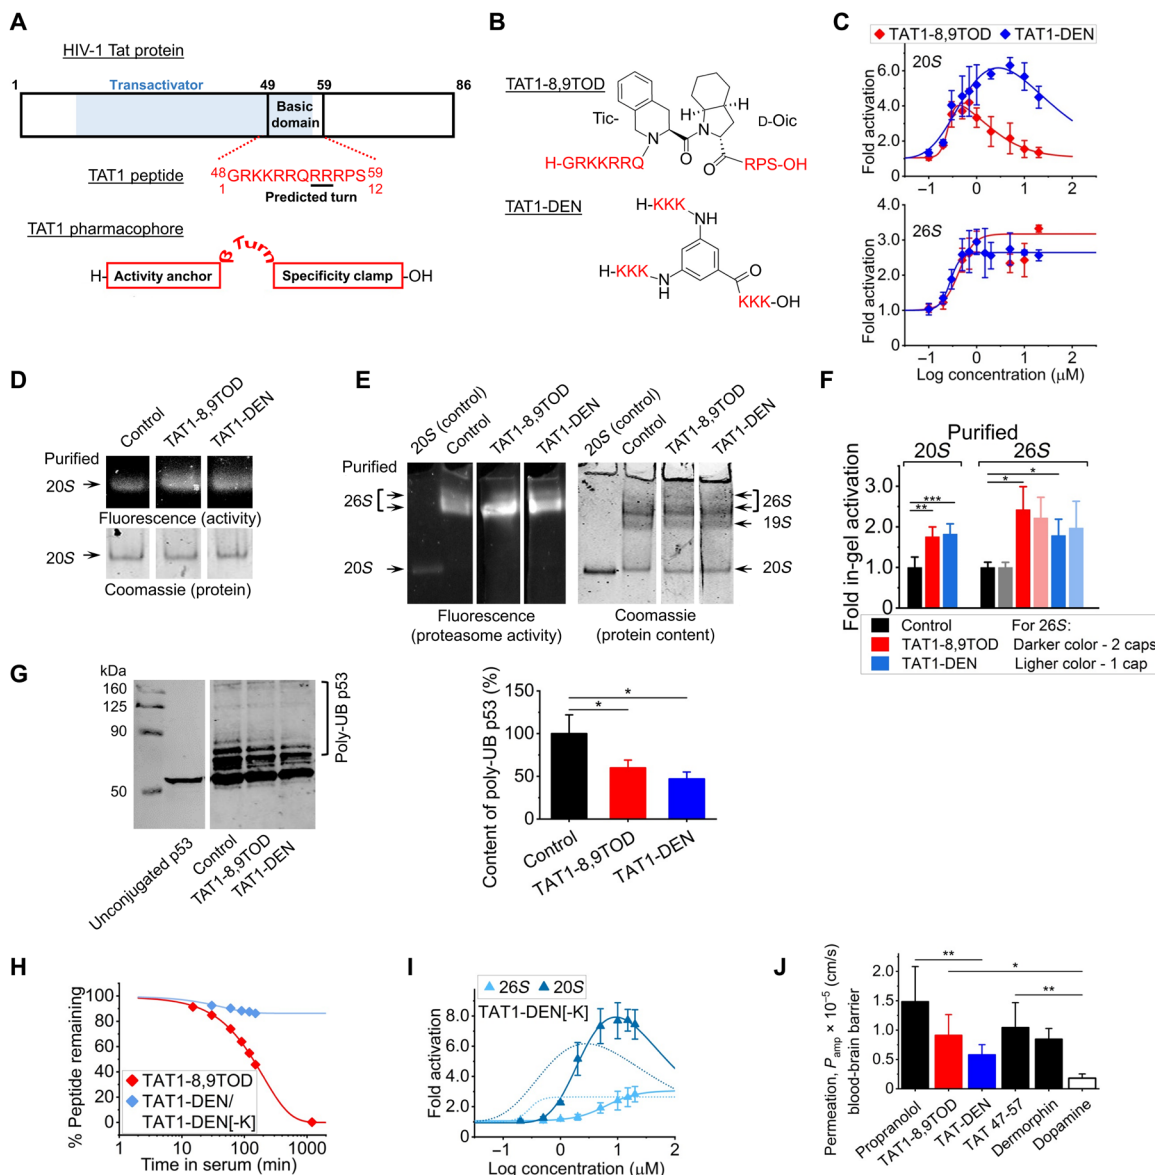 A
HIV-1 Tat protein
1
Transactivator
49
59
86
Basic
domain
TAT1 peptide
48GRKKRRQRRRPS59
1
12
Predicted turn
TAT1 pharmacophore
β Turn
H-
Activity anchor
Specificity clamp
-OH
B
TAT1-8,9TOD
Tic-
N
O
N
H
H
D-Oic
O
H-GRKKRRQ
RPS-OH
TAT1-DEN
H-KKK
NH
H-KKK
N
H
O
KKK-OH
C
TAT1-8,9TOD
TAT1-DEN
20S
6.0
4.0
2.0
0
Fold activation
–1
0
1
2
4.0
26S
3.0
2.0
1.0
0
Fold activation
–1
0
1
2
Log concentration (μM)
D
Control
TAT1-8,9TOD
TAT1-DEN
Purified
20S
Fluorescence (activity)
20S
Coomassie (protein)
E
20S (control)
Control
TAT1-8,9TOD
TAT1-DEN
20S (control)
Control
TAT1-8,9TOD
TAT1-DEN
Purified
26S
26S
19S
20S
20S
Fluorescence
(proteasome activity)
Coomassie
(protein content)
F
Purified
20S
26S
3.0
2.0
1.0
0
Fold in-gel activation
***
**
*
*
Control
For 26S:
TAT1-8,9TOD
Darker color - 2 caps
TAT1-DEN
Ligher color - 1 cap
G
kDa
160
125
90
50
Poly-UB p53
Unconjugated p53
Control
TAT1-8,9TOD
TAT1-DEN
Content of poly-UB p53 (%)
150
100
50
0
*
*
Control
TAT1-8,9TOD
TAT1-DEN
H
% Peptide remaining
100
80
60
40
20
0
TAT1-8,9TOD
TAT1-DEN/
TAT1-DEN[-K]
1
10
100
1000
Time in serum (min)
I
26S
20S
TAT1-DEN[-K]
8.0
6.0
4.0
2.0
0
Fold activation
–1
0
1
2
Log concentration (μM)
J
Permeation, Pamp × 10⁻⁵ (cm/s)
blood-brain barrier
2.0
1.5
1.0
0.5
0
**
*
**
Propranolol
TAT1-8,9TOD
TAT-DEN
TAT 47-57
Dermorphin
Dopamine